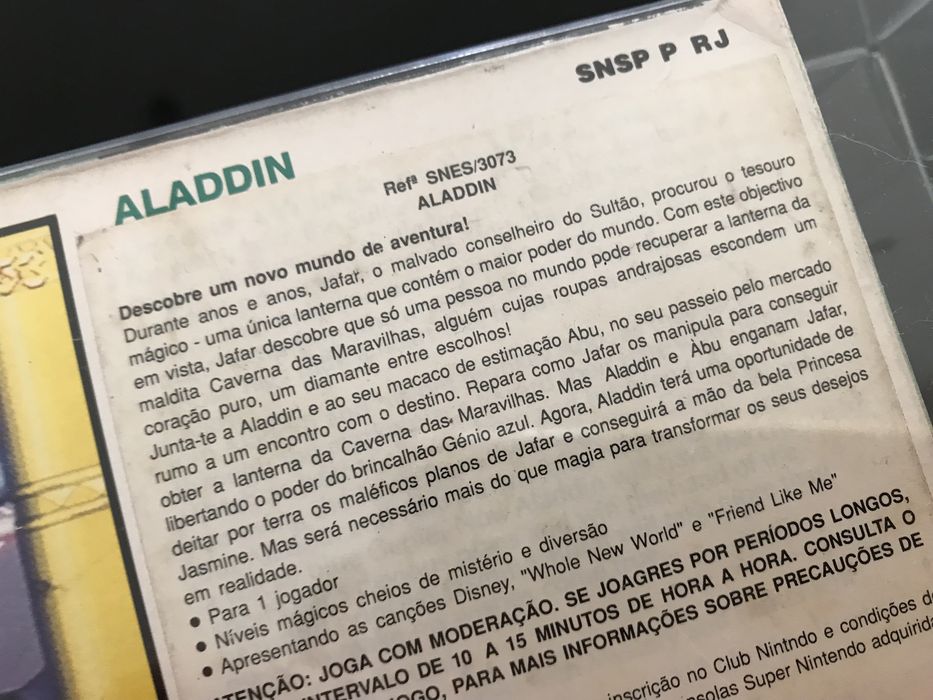 SNSP P RJ
ALADDIN
Refª SNES/3073
ALADDIN
Descobre um novo mundo de aventura!
Durante anos e anos, Jafar, o malvado conselheiro do Sultão, procurou o tesouro
mágico - uma única lanterna que contém o maior poder do mundo. Com este objectivo
em vista, Jafar descobre que só uma pessoa no mundo pode recuperar a lanterna da
maldita Caverna das Maravilhas, alguém cujas roupas andrajosas escondem um
coração puro, um diamante entre escolhos!
Junta-te a Aladdin e ao seu macaco de estimação Abu, no seu passeio pelo mercado
rumo a um encontro com o destino. Repara como Jafar os manipula para conseguir
obter a lanterna da Caverna das Maravilhas. Mas Aladdin e Abu enganam Jafar,
libertando o poder do brincalhão Génio azul. Agora, Aladdin terá uma oportunidade de
deitar por terra os maléficos planos de Jafar e conseguirá a mão da bela Princesa
Jasmine. Mas será necessário mais do que magia para transformar os seus desejos
em realidade.
● Para 1 jogador
● Níveis mágicos cheios de mistério e diversão
● Apresentando as canções Disney, "Whole New World" e "Friend Like Me"
ATENÇÃO: JOGA COM MODERAÇÃO. SE JOAGRES POR PERÍODOS LONGOS,
INTERVALO DE 10 A 15 MINUTOS DE HORA A HORA. CONSULTA O
JOGO, PARA MAIS INFORMAÇÕES SOBRE PRECAUÇÕES DE
inscrição no Club Nintndo e condições
Super Nintendo